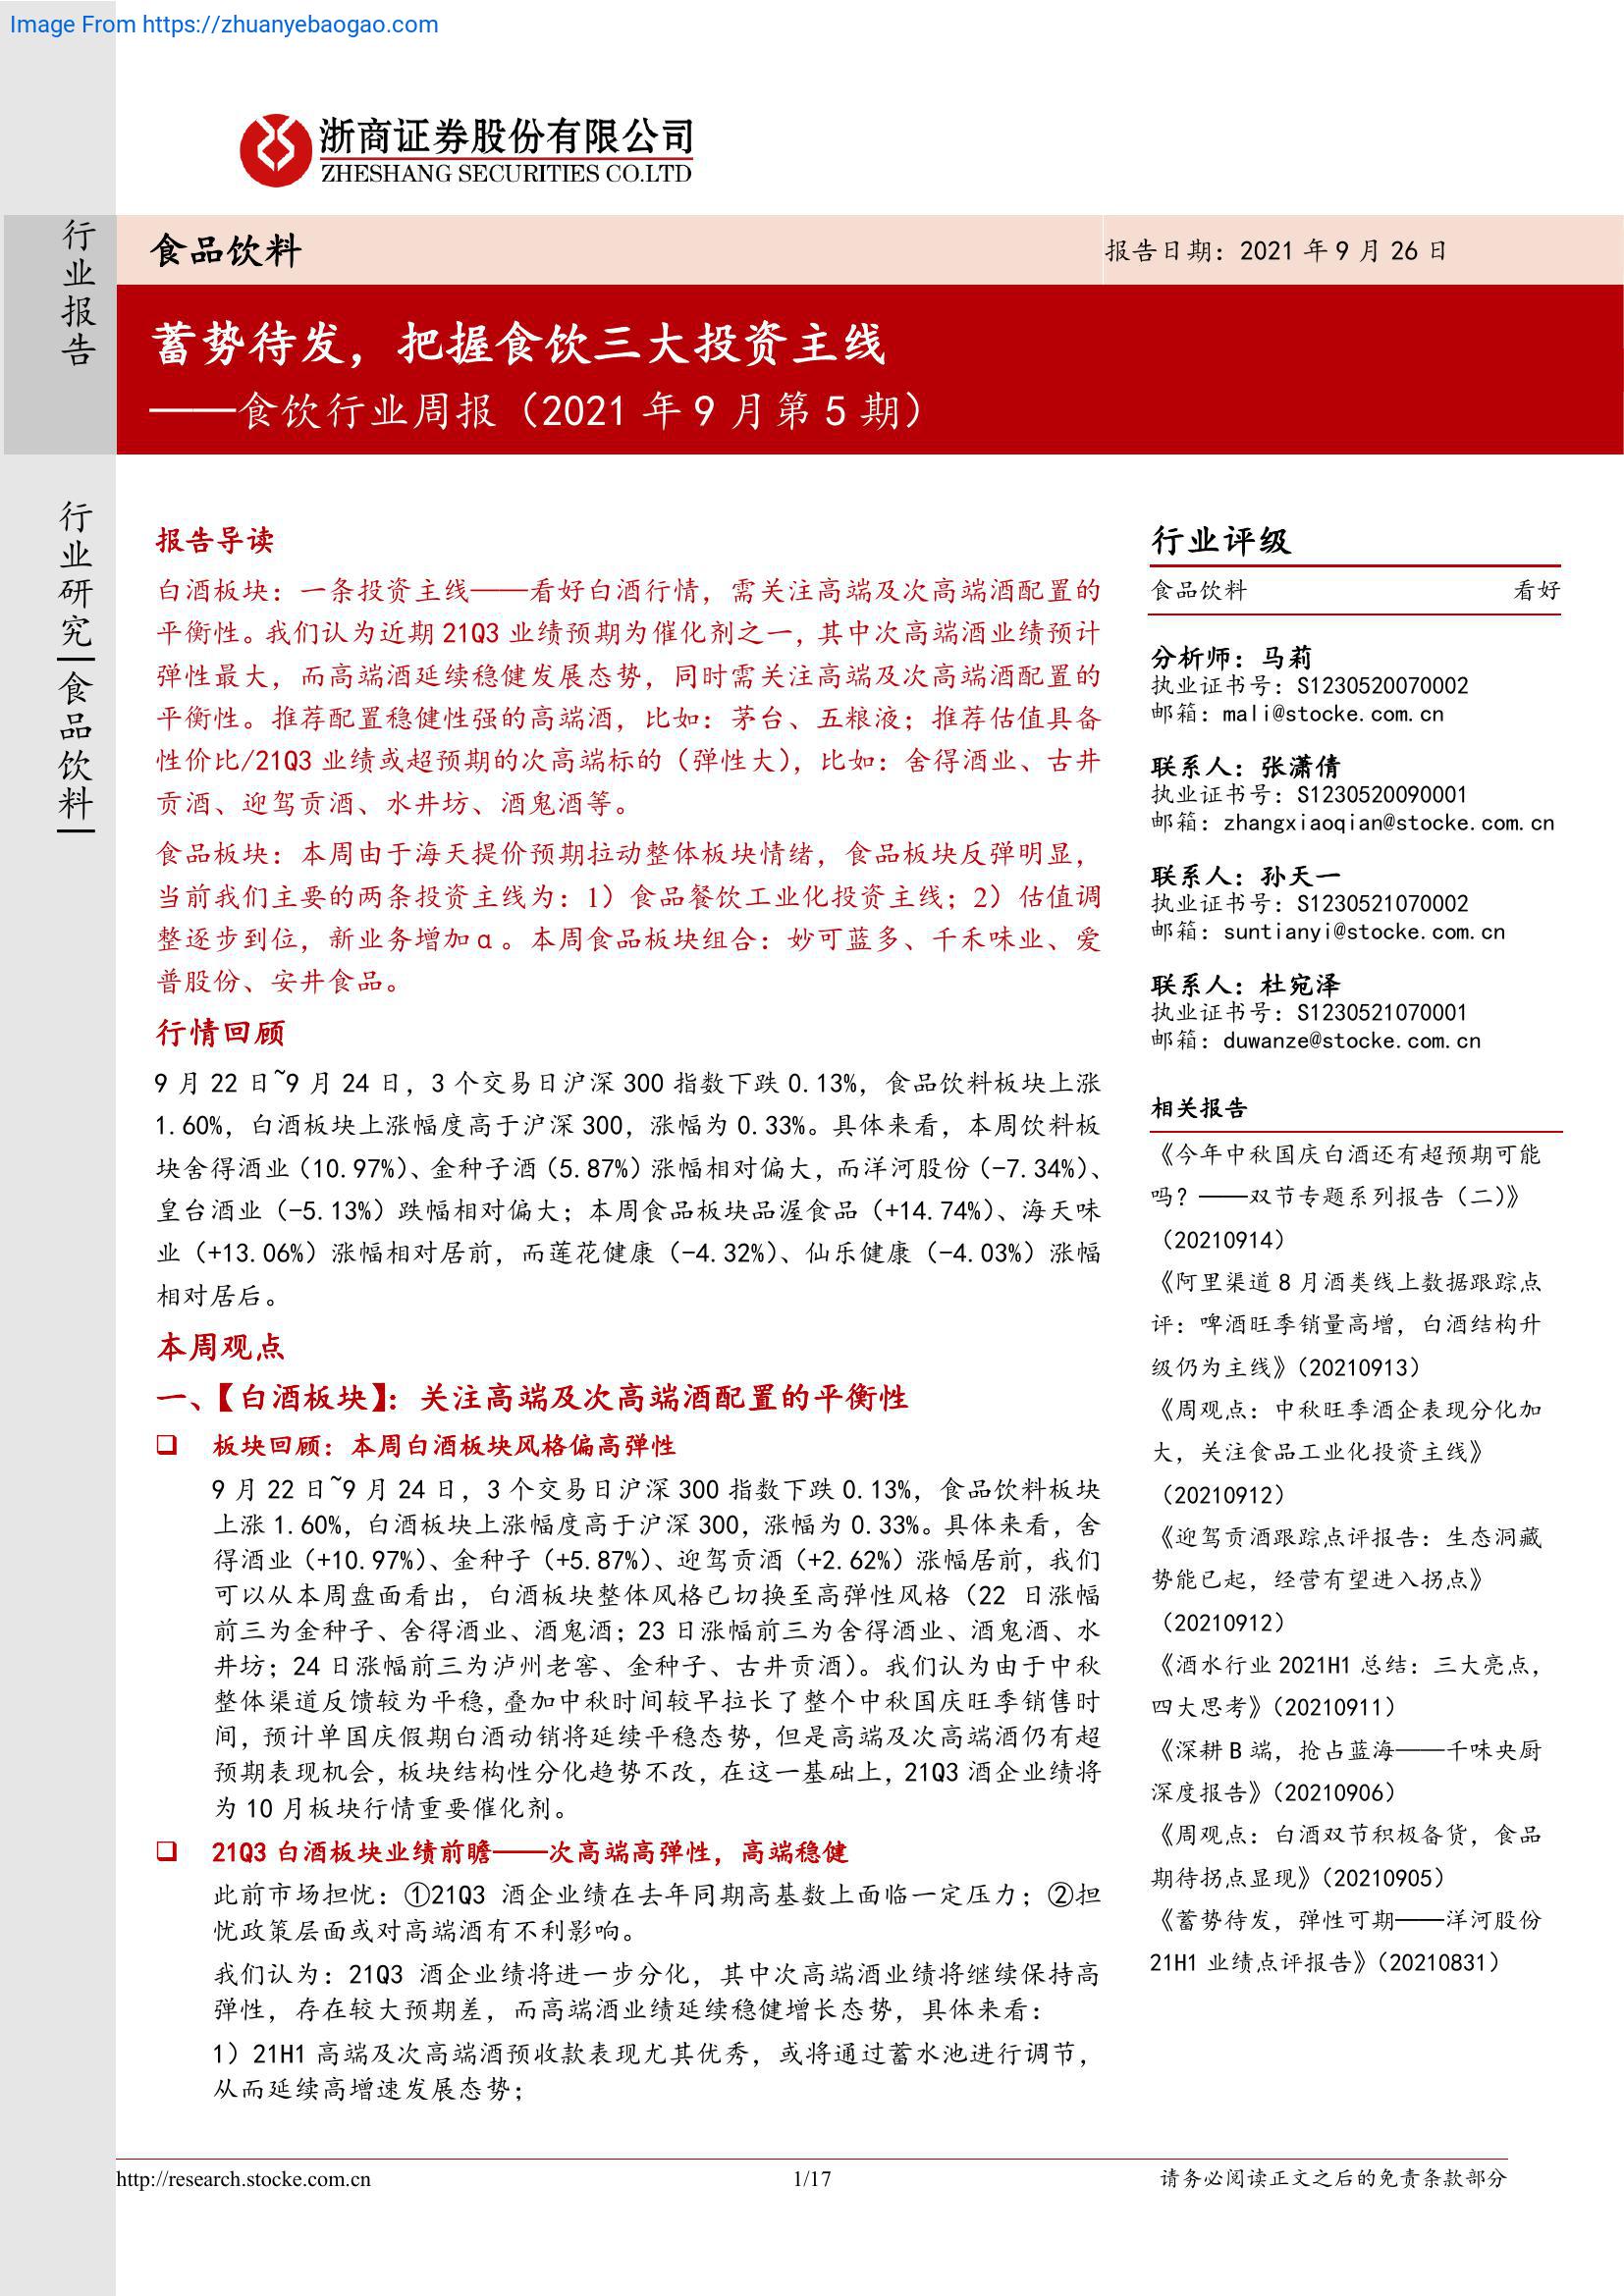 Image From https://zhuanyebaogao.com
浙商证券股份有限公司
ZHESHANG SECURITIES CO.LTD
行业报告
食品饮料
报告日期：2021 年 9 月 26 日
蓄势待发，把握食饮三大投资主线
——食饮行业周报（2021 年 9 月第 5 期）
行业研究|食品饮料|
报告导读
白酒板块：一条投资主线——看好白酒行情，需关注高端及次高端酒配置的
平衡性。我们认为近期 21Q3 业绩预期为催化剂之一，其中次高端酒业绩预计
弹性最大，而高端酒延续稳健发展态势，同时需关注高端及次高端酒配置的
平衡性。推荐配置稳健性强的高端酒，比如：茅台、五粮液；推荐估值具备
性价比/21Q3 业绩或超预期的次高端标的（弹性大），比如：舍得酒业、古井
贡酒、迎驾贡酒、水井坊、酒鬼酒等。
食品板块：本周由于海天提价预期拉动整体板块情绪，食品板块反弹明显，
当前我们主要的两条投资主线为：1）食品餐饮工业化投资主线；2）估值调
整逐步到位，新业务增加α。本周食品板块组合：妙可蓝多、千禾味业、爱
普股份、安井食品。
行情回顾
9 月 22 日~9 月 24 日，3 个交易日沪深 300 指数下跌 0.13%，食品饮料板块上涨
1.60%，白酒板块上涨幅度高于沪深 300，涨幅为 0.33%。具体来看，本周饮料板
块舍得酒业（10.97%）、金种子酒（5.87%）涨幅相对偏大，而洋河股份（-7.34%）、
皇台酒业（-5.13%）跌幅相对偏大；本周食品板块品渥食品（+14.74%）、海天味
业（+13.06%）涨幅相对居前，而莲花健康（-4.32%）、仙乐健康（-4.03%）涨幅
相对居后。
本周观点
一、【白酒板块】：关注高端及次高端酒配置的平衡性
❑ 板块回顾：本周白酒板块风格偏高弹性
9 月 22 日~9 月 24 日，3 个交易日沪深 300 指数下跌 0.13%，食品饮料板块
上涨 1.60%，白酒板块上涨幅度高于沪深 300，涨幅为 0.33%。具体来看，舍
得酒业（+10.97%）、金种子（+5.87%）、迎驾贡酒（+2.62%）涨幅居前，我们
可以从本周盘面看出，白酒板块整体风格已切换至高弹性风格（22 日涨幅
前三为金种子、舍得酒业、酒鬼酒；23 日涨幅前三为舍得酒业、酒鬼酒、水
井坊；24 日涨幅前三为泸州老窖、金种子、古井贡酒）。我们认为由于中秋
整体渠道反馈较为平稳，叠加中秋时间较早拉长了整个中秋国庆旺季销售时
间，预计单国庆假期白酒动销将延续平稳态势，但是高端及次高端酒仍有超
预期表现机会，板块结构性分化趋势不改，在这一基础上，21Q3 酒企业绩将
为 10 月板块行情重要催化剂。
❑ 21Q3 白酒板块业绩前瞻——次高端高弹性，高端稳健
此前市场担忧：①21Q3 酒企业绩在去年同期高基数上面临一定压力；②担
忧政策层面或对高端酒有不利影响。
我们认为：21Q3 酒企业绩将进一步分化，其中次高端酒业绩将继续保持高
弹性，存在较大预期差，而高端酒业绩延续稳健增长态势，具体来看：
1）21H1 高端及次高端酒预收款表现尤其优秀，或将通过蓄水池进行调节，
从而延续高增速发展态势；
行业评级
食品饮料 看好
分析师：马莉
执业证书号：S1230520070002
邮箱：mali@stocke.com.cn
联系人：张潇倩
执业证书号：S1230520090001
邮箱：zhangxiaoqian@stocke.com.cn
联系人：孙天一
执业证书号：S1230521070002
邮箱：suntianyi@stocke.com.cn
联系人：杜宛泽
执业证书号：S1230521070001
邮箱：duwanze@stocke.com.cn
相关报告
《今年中秋国庆白酒还有超预期可能
吗？——双节专题系列报告（二）》
（20210914）
《阿里渠道 8 月酒类线上数据跟踪点
评：啤酒旺季销量高增，白酒结构升
级仍为主线》（20210913）
《周观点：中秋旺季酒企表现分化加
大，关注食品工业化投资主线》
（20210912）
《迎驾贡酒跟踪点评报告：生态洞藏
势能已起，经营有望进入拐点》
（20210912）
《酒水行业 2021H1 总结：三大亮点，
四大思考》（20210911）
《深耕 B 端，抢占蓝海——千味央厨
深度报告》（20210906）
《周观点：白酒双节积极备货，食品
期待拐点显现》（20210905）
《蓄势待发，弹性可期——洋河股份
21H1 业绩点评报告》（20210831）
http://research.stocke.com.cn
1/17
请务必阅读正文之后的免责条款部分